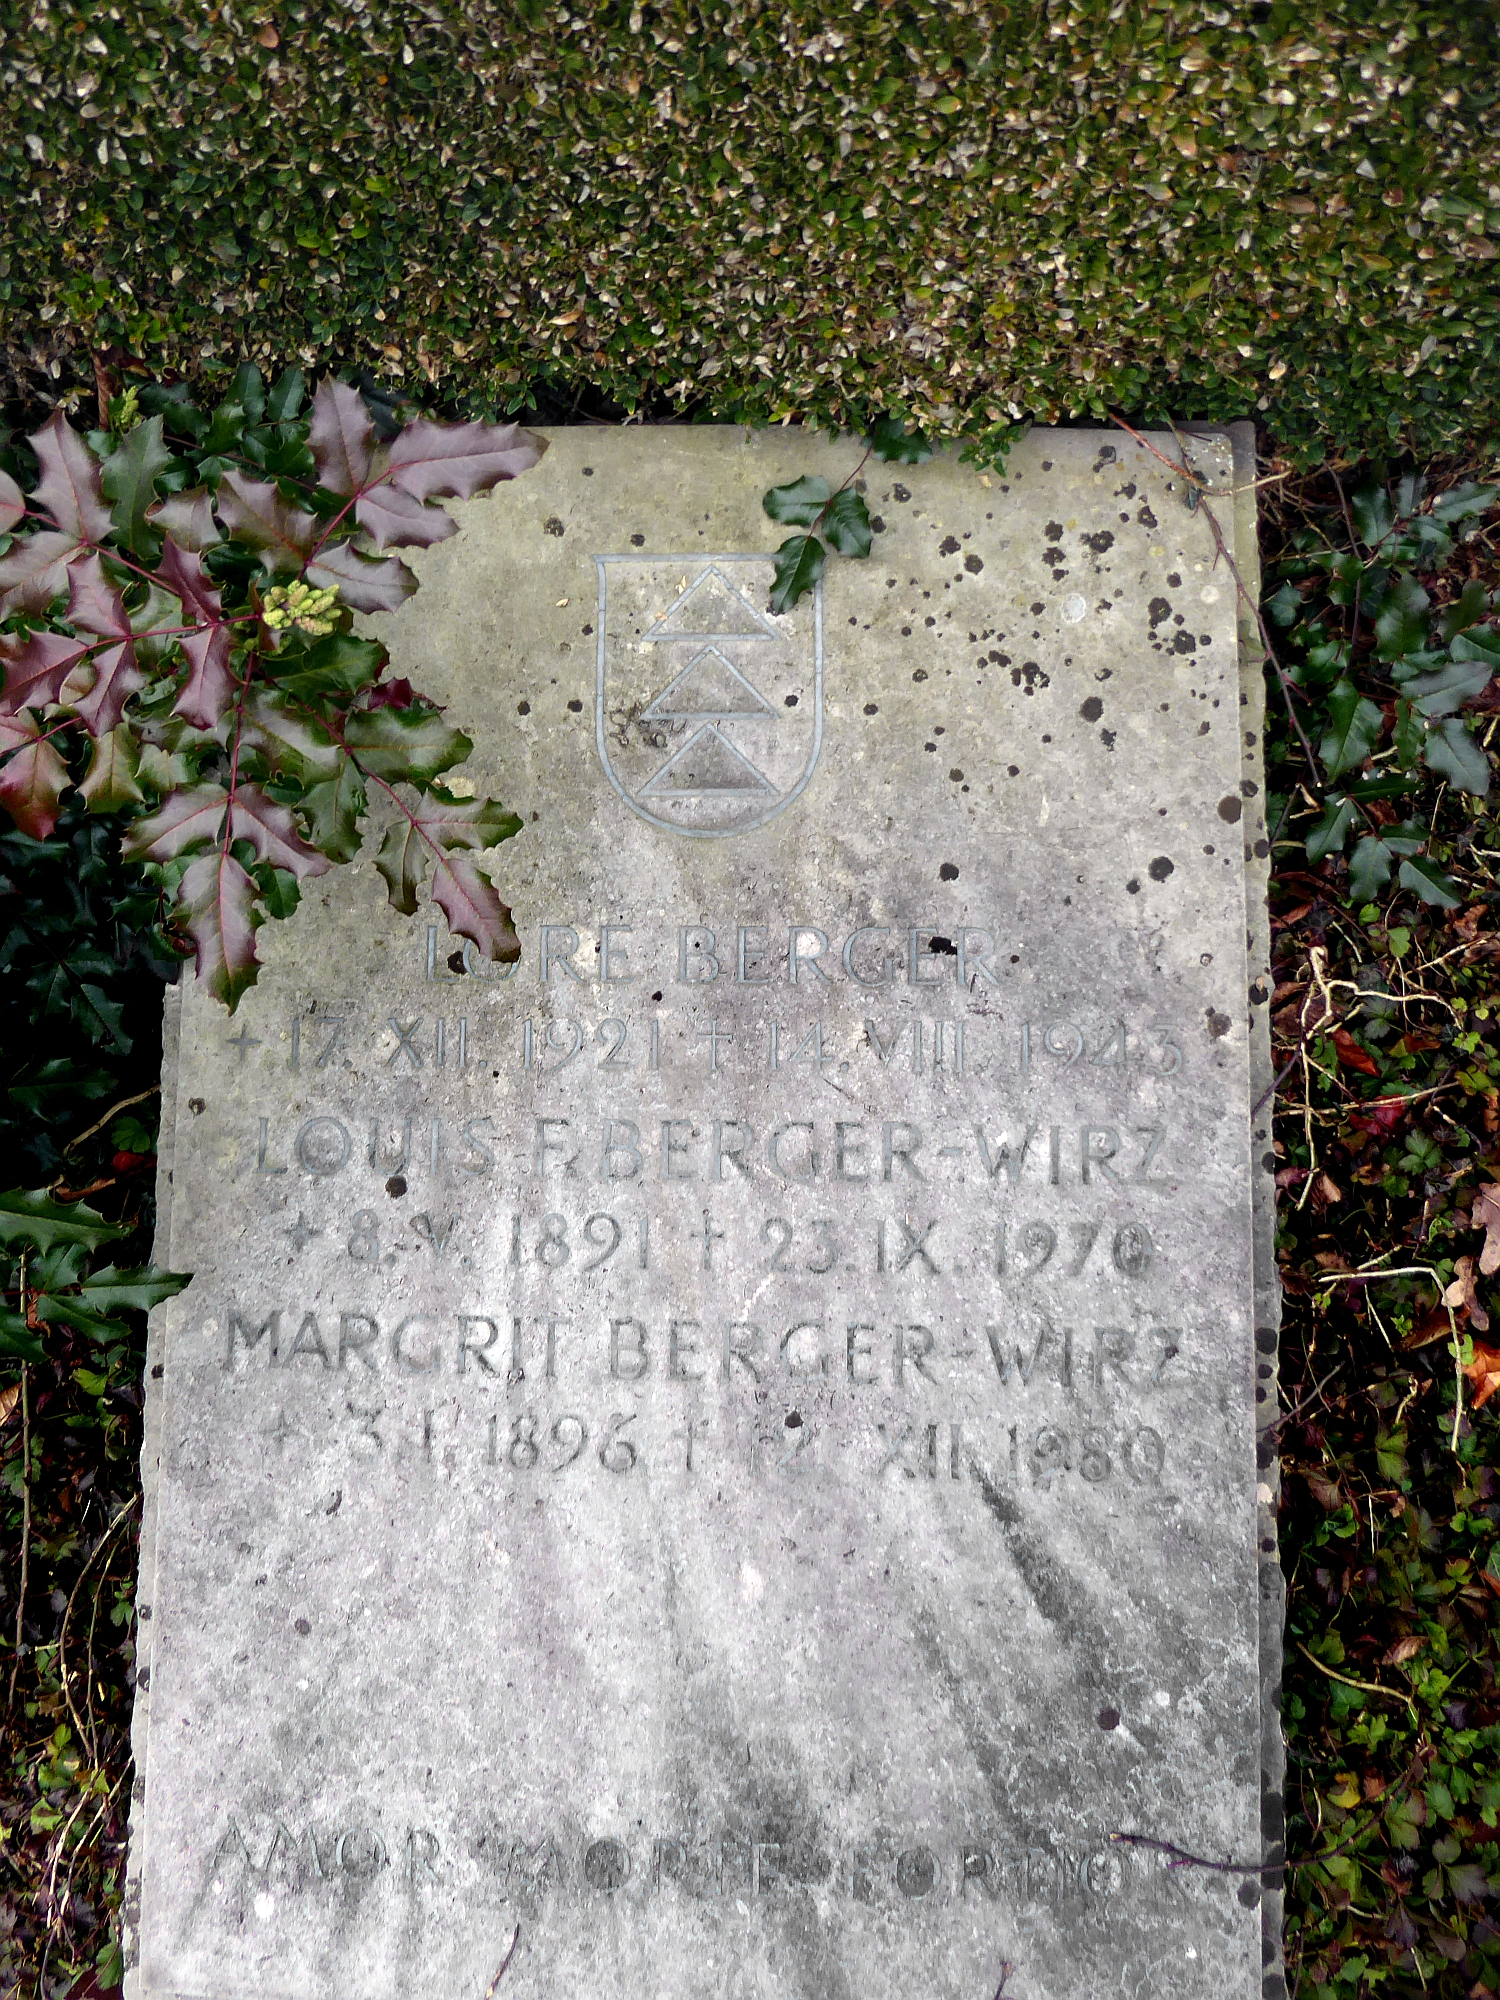 LORE BERGER
+ 17. XII. 1921 † 14. VIII. 1943
LOUIS E. BERGER-WIRZ
+ 8. V. 1891 † 23. IX. 1970
MARGRIT BERGER-WIRZ
+ 3. I. 1896 † 12. XII. 1980
AMOR MORTE FORTIOR